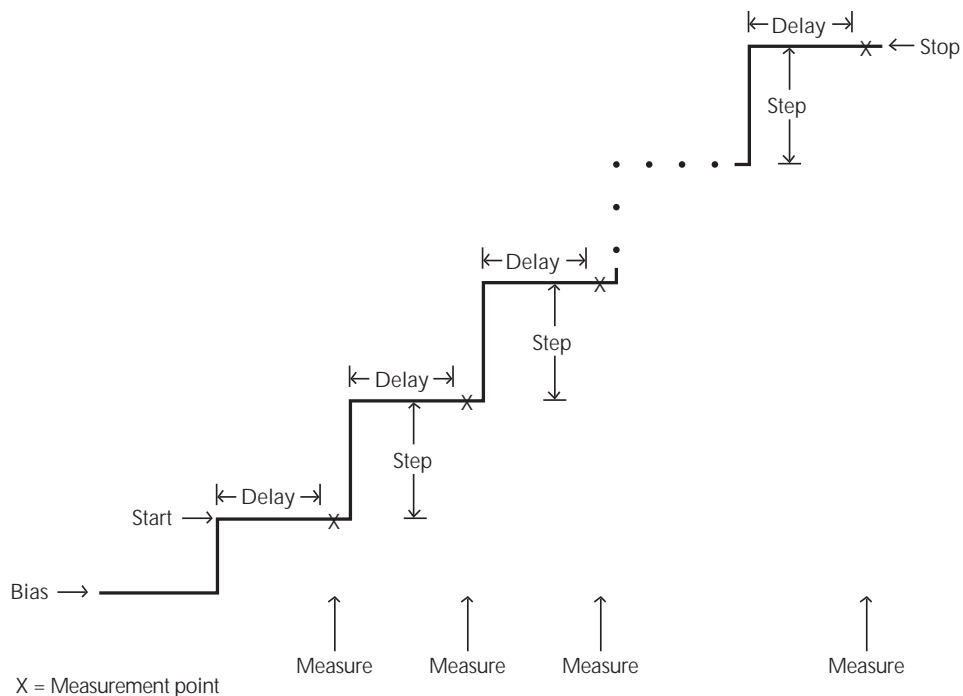 Delay
Stop
Step
Delay
Step
Delay
Step
Delay
Start
Bias
Measure
Measure
Measure
Measure
X = Measurement point